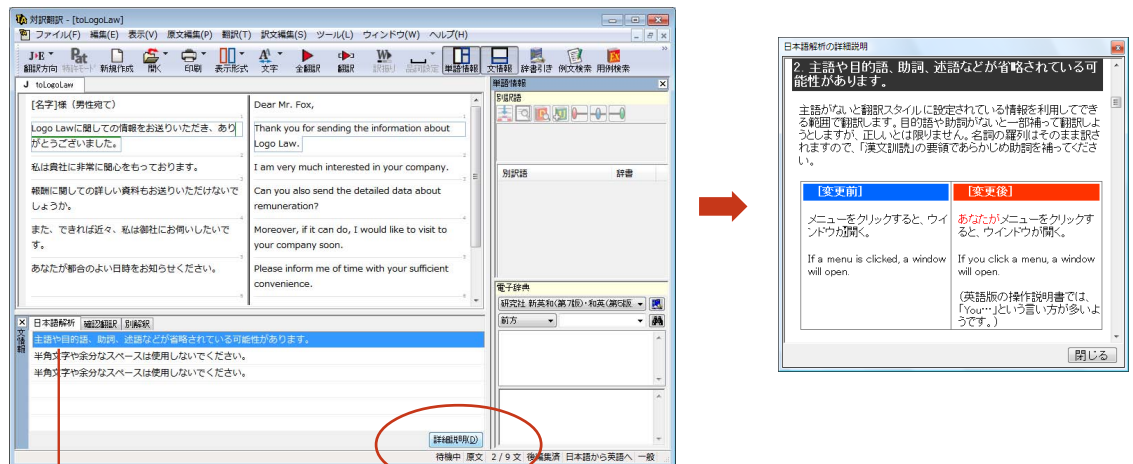 対訳翻訳 - [toLogoLaw]
ファイル(F) 編集(E) 表示(V) 原文編集(P) 翻訳(T) 訳文編集(S) ツール(L) ウィンドウ(W) ヘルプ(H)
翻訳方向 特許モード 新規作成 開く 印刷 表示形式 文字 全翻訳 翻訳 訳振り 品詞設定 単語情報 文情報 辞書引き 例文検索 用例検索
J toLogoLaw
[名字]様（男性宛て）
Dear Mr. Fox,
Logo Lawに関しての情報をお送りいただき、あり
がとうございました。
Thank you for sending the information about
Logo Law.
私は貴社に非常に関心をもっております。
I am very much interested in your company.
報酬に関しての詳しい資料もお送りいただけないで
しょうか。
Can you also send the detailed data about
remuneration?
また、できれば近々、私は御社にお伺いしたいで
す。
Moreover, if it can do, I would like to visit to
your company soon.
あなたが都合のよい日時をお知らせください。
Please inform me of time with your sufficient
convenience.
単語情報
別訳語
別訳語 辞書
電子辞典
研究社 新英和(第7版)・和英(第5版
前方
文情報
日本語解析 確認翻訳 別解釈
主語や目的語、助詞、述語などが省略されている可能性があります。
半角文字や余分なスペースは使用しないでください。
半角文字や余分なスペースは使用しないでください。
詳細説明(D)
待機中 原文 2 / 9 文 後編集済 日本語から英語へ 一般
日本語解析の詳細説明
2. 主語や目的語、助詞、述語などが省略されている可
能性があります。
主語がないと翻訳スタイルに設定されている情報を利用してでき
る範囲で翻訳します。目的語や助詞がないと一部補って翻訳しよ
うとしますが、正しいとは限りません。名詞の羅列はそのまま訳さ
れますので、「漢文訓読」の要領であらかじめ助詞を補ってくださ
い。
[変更前]
メニューをクリックすると、ウイ
ンドウが開く。
If a menu is clicked, a window
will open.
[変更後]
あなたがメニューをクリックす
ると、ウインドウが開く。
If you click a menu, a window
will open.
（英語版の操作説明書では、
「You…」という言い方が多いよ
うです。）
閉じる